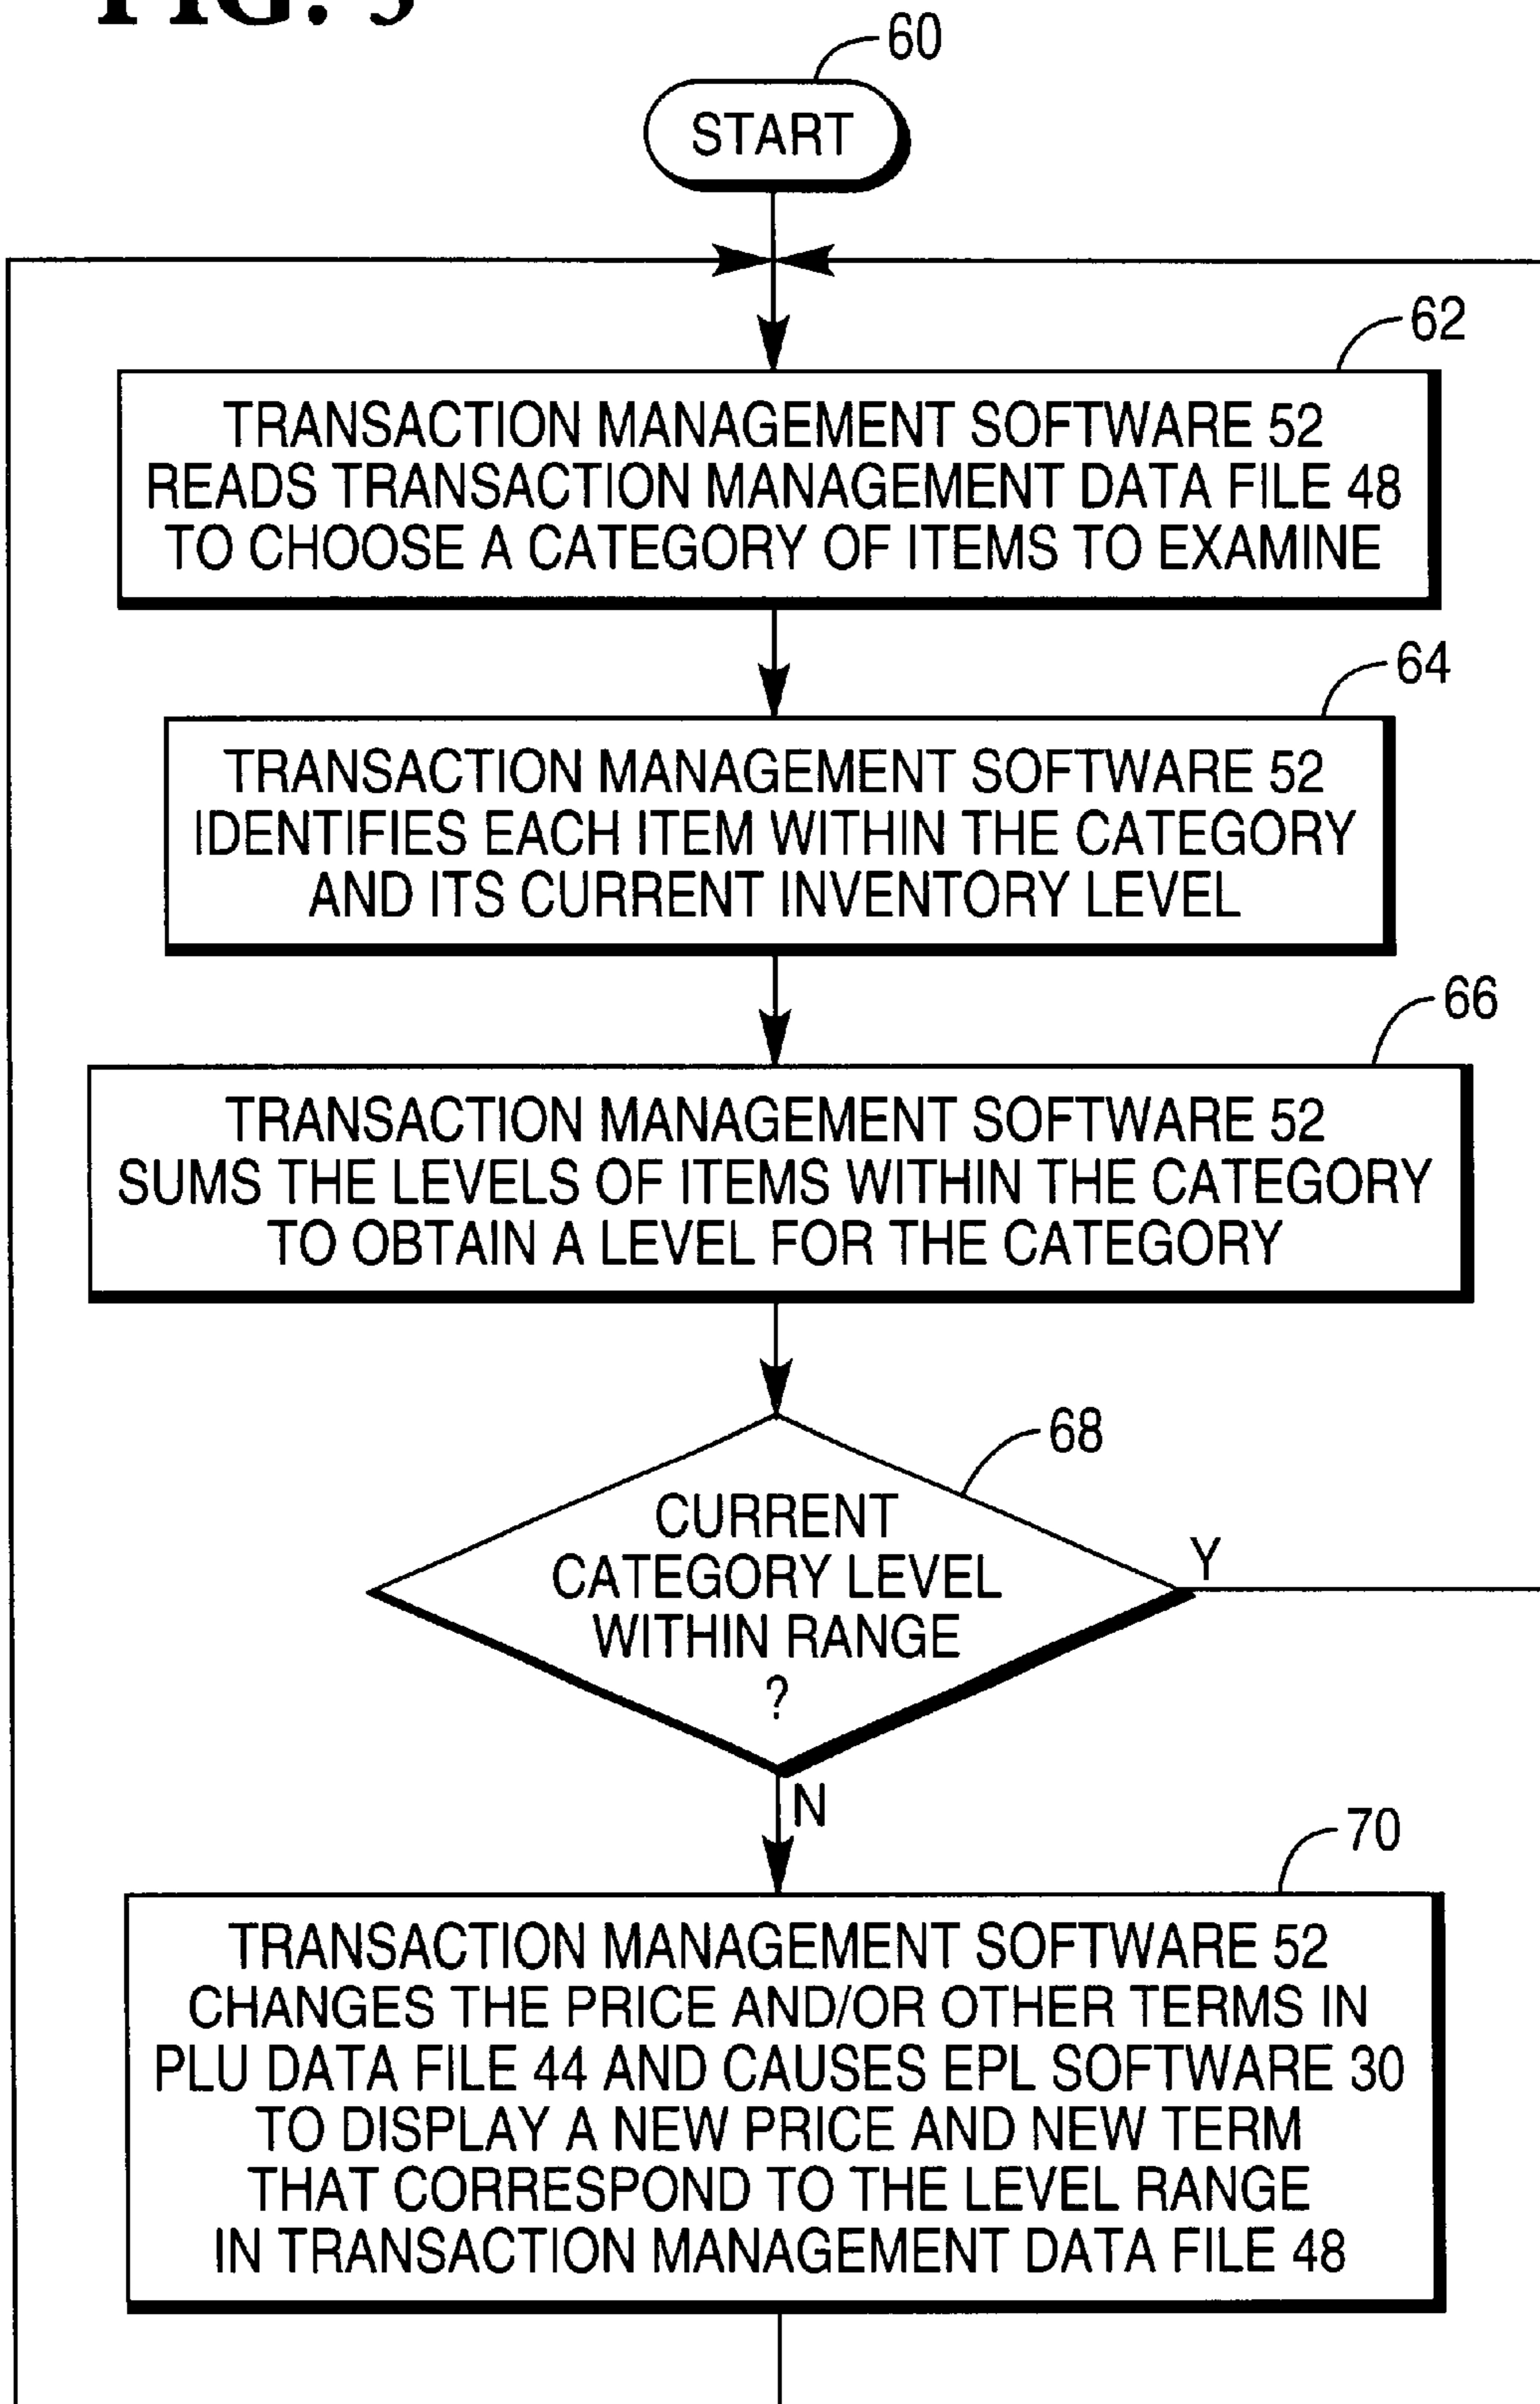 FIG.
60
START
62
TRANSACTION MANAGEMENT SOFTWARE 52
READS TRANSACTION MANAGEMENT DATA FILE 48
TO CHOOSE A CATEGORY OF ITEMS TO EXAMINE
64
TRANSACTION MANAGEMENT SOFTWARE 52
IDENTIFIES EACH ITEM WITHIN THE CATEGORY
AND ITS CURRENT INVENTORY LEVEL
66
TRANSACTION MANAGEMENT SOFTWARE 52
SUMS THE LEVELS OF ITEMS WITHIN THE CATEGORY
TO OBTAIN A LEVEL FOR THE CATEGORY
68
CURRENT
CATEGORY LEVEL
WITHIN RANGE
?
Y
N
70
TRANSACTION MANAGEMENT SOFTWARE 52
CHANGES THE PRICE AND/OR OTHER TERMS IN
PLU DATA FILE 44 AND CAUSES EPL SOFTWARE 30
TO DISPLAY A NEW PRICE AND NEW TERM
THAT CORRESPOND TO THE LEVEL RANGE
IN TRANSACTION MANAGEMENT DATA FILE 48